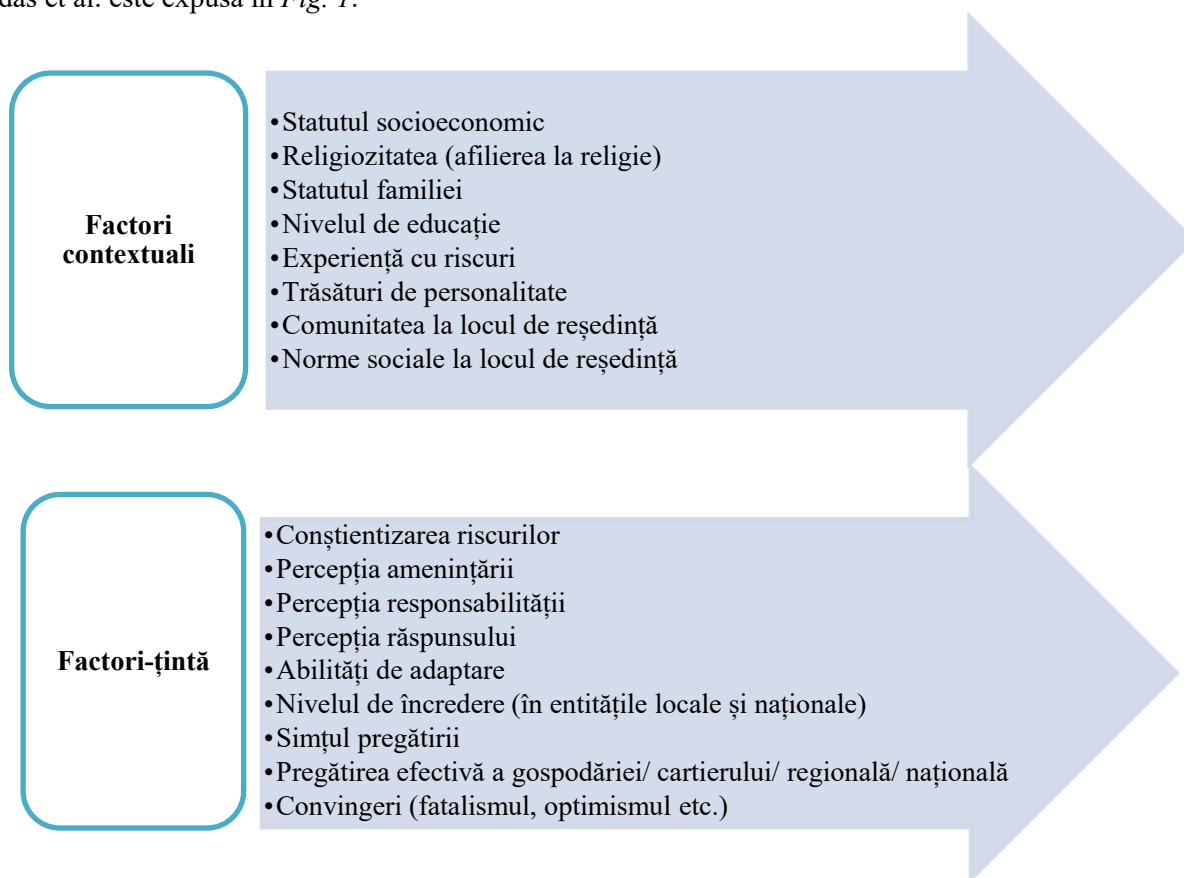 das et al. este expusă în Fig. 1.
Factori
contextuali
•Statutul socioeconomic
•Religiozitatea (afilierea la religie)
•Statutul familiei
•Nivelul de educație
•Experiență cu riscuri
•Trăsături de personalitate
•Comunitatea la locul de reședință
•Norme sociale la locul de reședință
Factori-țintă
•Conștientizarea riscurilor
•Percepția amenințării
•Percepția responsabilității
•Percepția răspunsului
•Abilități de adaptare
•Nivelul de încredere (în entitățile locale și naționale)
•Simțul pregătirii
•Pregătirea efectivă a gospodăriei/ cartierului/ regională/ națională
•Convingeri (fatalismul, optimismul etc.)